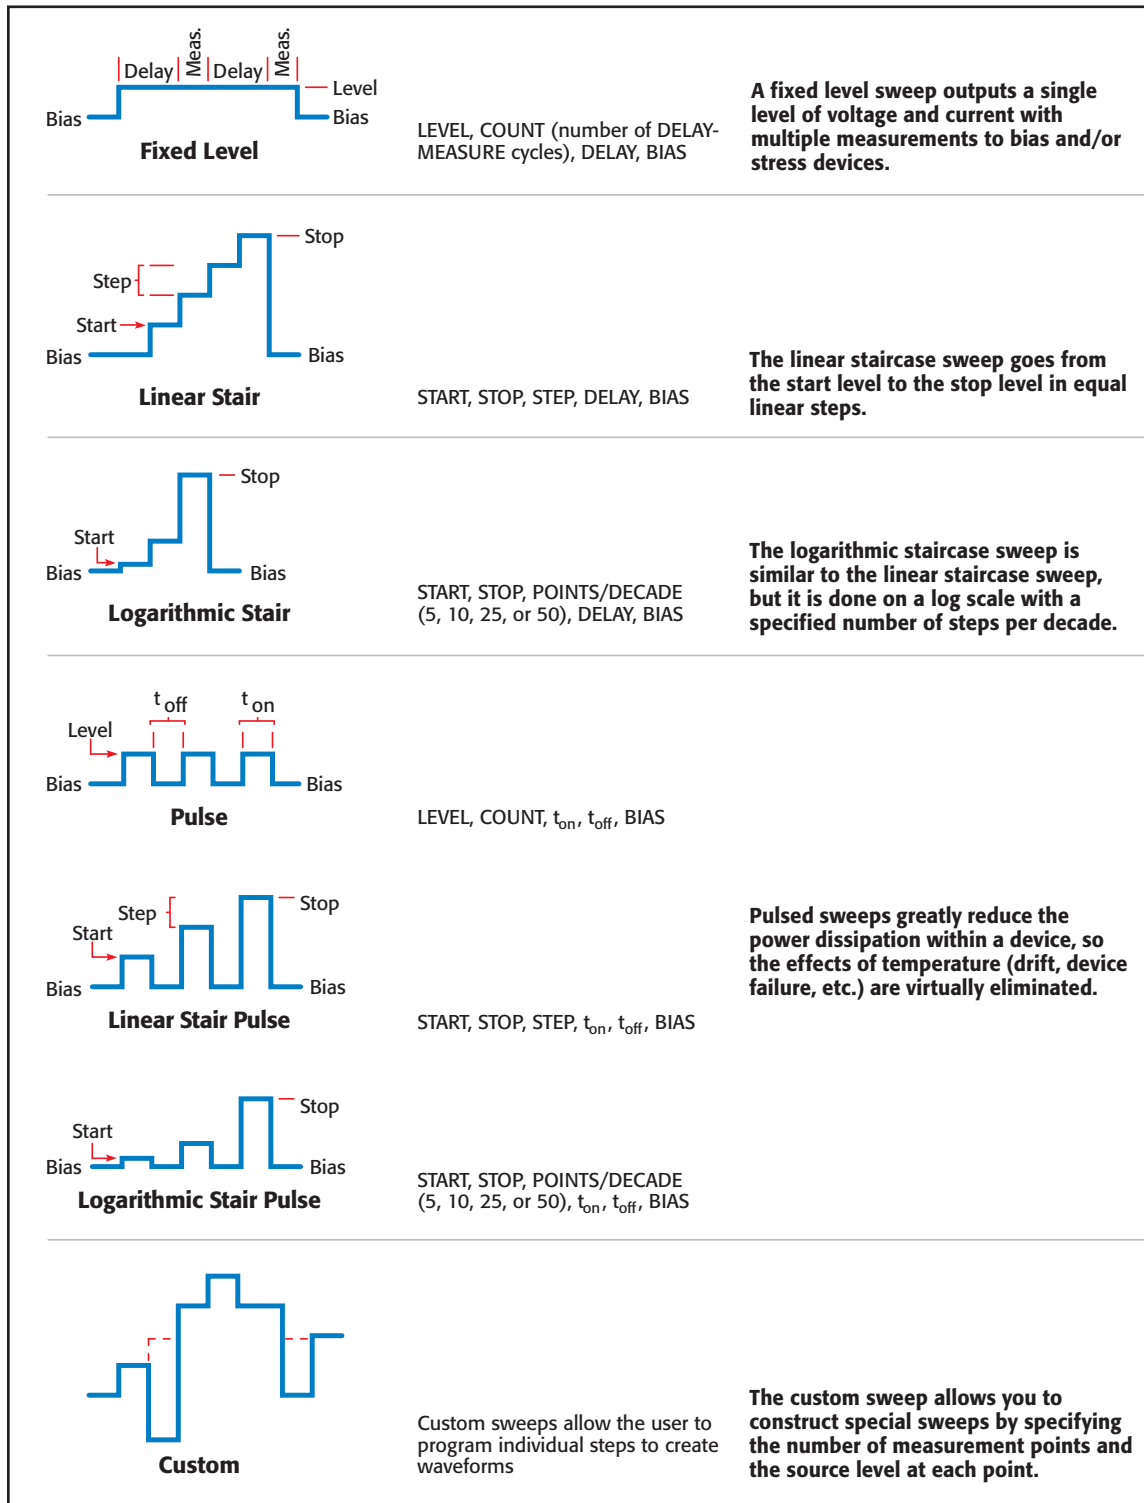 Delay
Meas.
Delay
Meas.
Level
Bias
Bias
Fixed Level
LEVEL, COUNT (number of DELAY-
MEASURE cycles), DELAY, BIAS
A fixed level sweep outputs a single
level of voltage and current with
multiple measurements to bias and/or
stress devices.
Stop
Step
Start
Bias
Bias
Linear Stair
START, STOP, STEP, DELAY, BIAS
The linear staircase sweep goes from
the start level to the stop level in equal
linear steps.
Stop
Start
Bias
Bias
Logarithmic Stair
START, STOP, POINTS/DECADE
(5, 10, 25, or 50), DELAY, BIAS
The logarithmic staircase sweep is
similar to the linear staircase sweep,
but it is done on a log scale with a
specified number of steps per decade.
t off
t on
Level
Bias
Bias
Pulse
LEVEL, COUNT, ton, toff, BIAS
Step
Stop
Start
Bias
Bias
Linear Stair Pulse
START, STOP, STEP, ton, toff, BIAS
Pulsed sweeps greatly reduce the
power dissipation within a device, so
the effects of temperature (drift, device
failure, etc.) are virtually eliminated.
Stop
Start
Bias
Bias
Logarithmic Stair Pulse
START, STOP, POINTS/DECADE
(5, 10, 25, or 50), ton, toff, BIAS
Custom
Custom sweeps allow the user to
program individual steps to create
waveforms
The custom sweep allows you to
construct special sweeps by specifying
the number of measurement points and
the source level at each point.